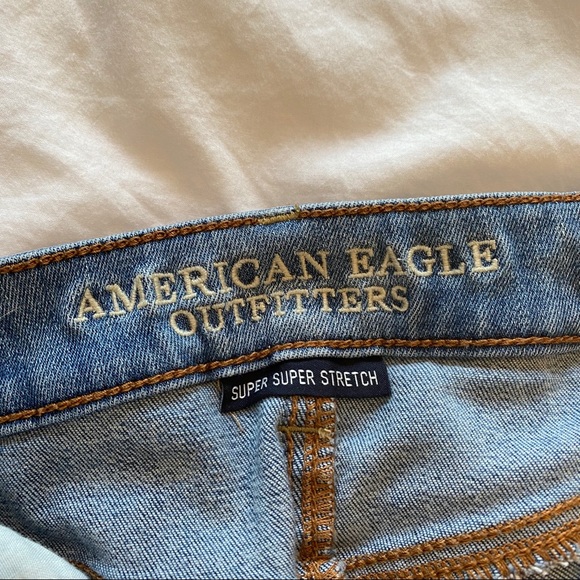 AMERICAN EAGLE
OUTFITTERS
SUPER SUPER STRETCH